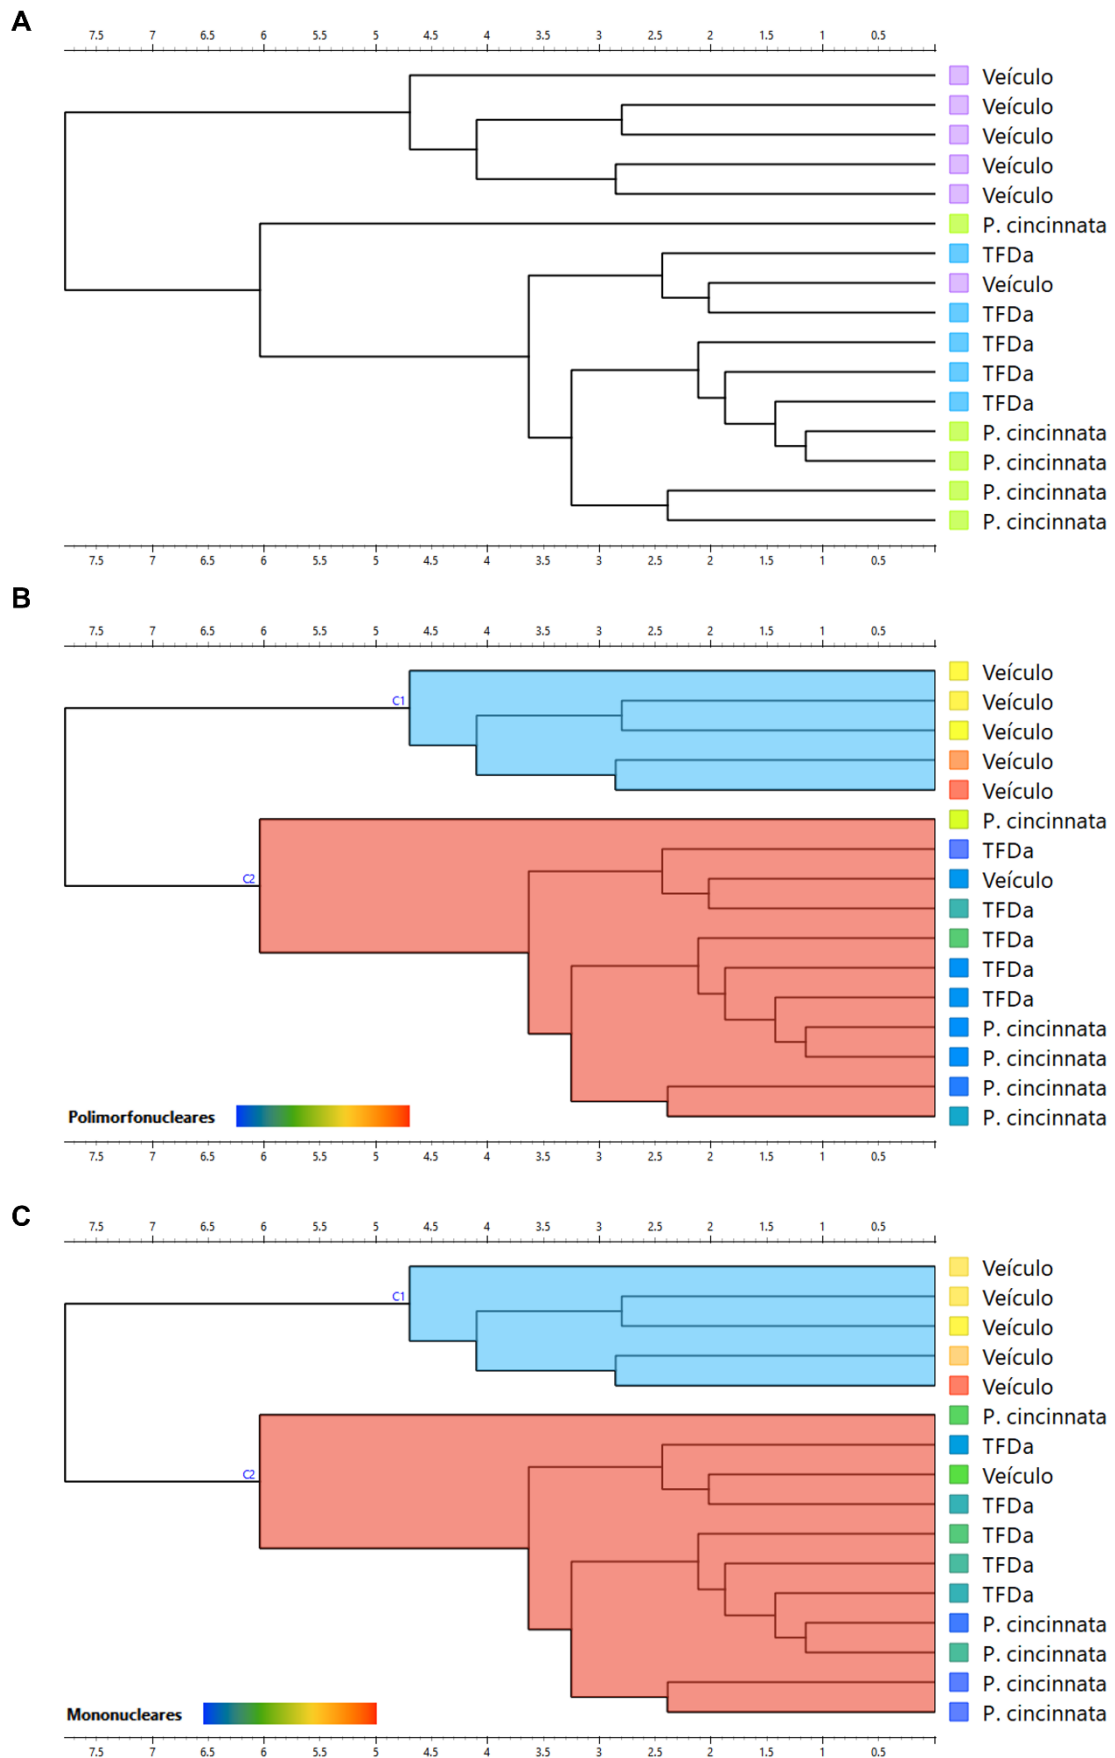 A
7.5 7 6.5 6 5.5 5 4.5 4 3.5 3 2.5 2 1.5 1 0.5
Veículo
Veículo
Veículo
Veículo
Veículo
P. cincinnata
TFDa
Veículo
TFDa
TFDa
TFDa
TFDa
P. cincinnata
P. cincinnata
P. cincinnata
P. cincinnata
7.5 7 6.5 6 5.5 5 4.5 4 3.5 3 2.5 2 1.5 1 0.5
B
7.5 7 6.5 6 5.5 5 4.5 4 3.5 3 2.5 2 1.5 1 0.5
Veículo
C1 Veículo
Veículo
Veículo
Veículo
P. cincinnata
TFDa
C2 Veículo
TFDa
TFDa
TFDa
TFDa
P. cincinnata
P. cincinnata
P. cincinnata
Polimorfonucleares P. cincinnata
7.5 7 6.5 6 5.5 5 4.5 4 3.5 3 2.5 2 1.5 1 0.5
C
7.5 7 6.5 6 5.5 5 4.5 4 3.5 3 2.5 2 1.5 1 0.5
Veículo
C1 Veículo
Veículo
Veículo
Veículo
P. cincinnata
TFDa
C2 Veículo
TFDa
TFDa
TFDa
TFDa
P. cincinnata
P. cincinnata
P. cincinnata
Mononucleares P. cincinnata
7.5 7 6.5 6 5.5 5 4.5 4 3.5 3 2.5 2 1.5 1 0.5